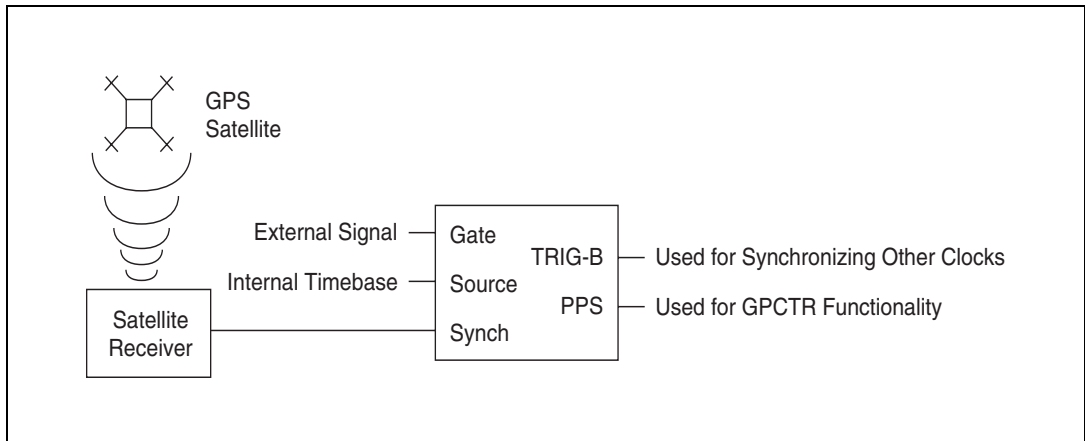 GPS
Satellite
External Signal
Internal Timebase
Satellite
Receiver
Gate
Source
Synch
TRIG-B
PPS
Used for Synchronizing Other Clocks
Used for GPCTR Functionality